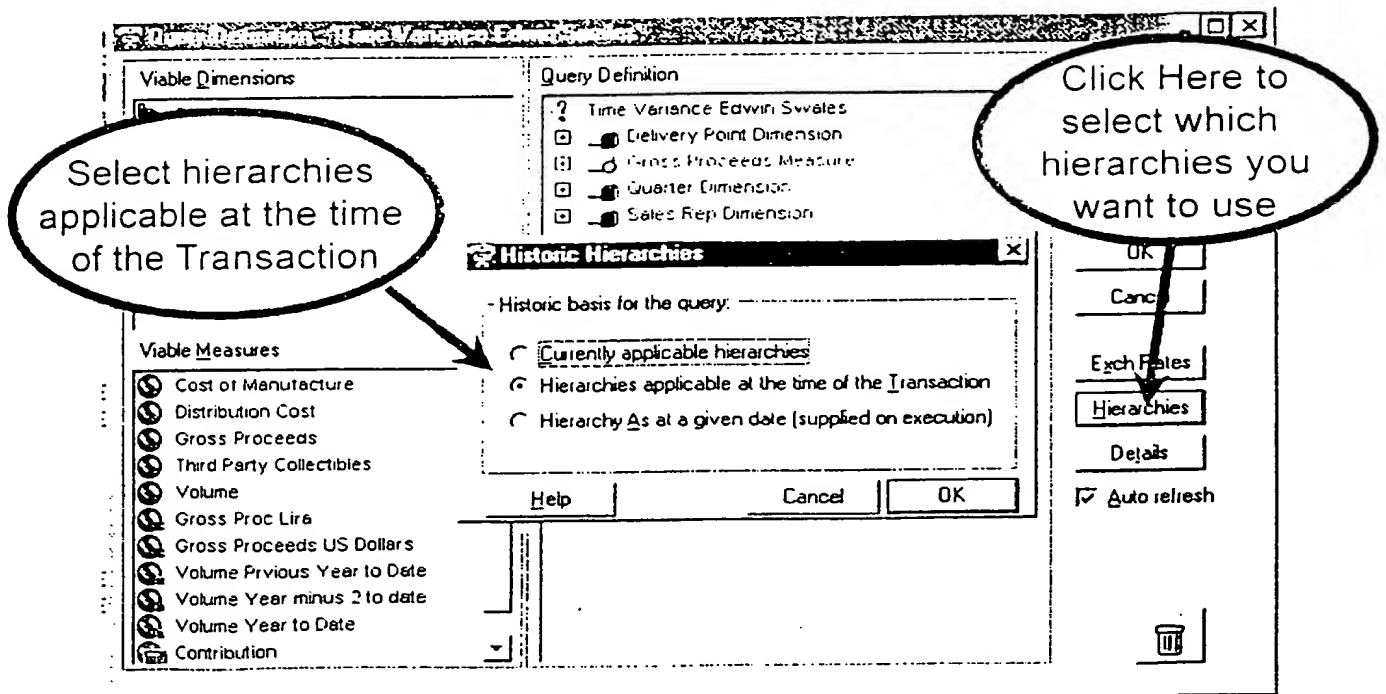 Query Definition - Time Variance Edwin Swales
Viable Dimensions
Query Definition
Click Here to
select which
hierarchies you
want to use
Select hierarchies
applicable at the time
of the Transaction
? Time Variance Edwin Swales
Delivery Point Dimension
Gross Proceeds Measure
Quarter Dimension
Sales Rep Dimension
Historic Hierarchies
Historic basis for the query:
Currently applicable hierarchies
Hierarchies applicable at the time of the Transaction
Hierarchy As at a given date (supplied on execution)
Help
Cancel
OK
OK
Cancel
Exch Rates
Hierarchies
Details
Auto refresh
Viable Measures
Cost of Manufacture
Distribution Cost
Gross Proceeds
Third Party Collectibles
Volume
Gross Proc Lira
Gross Proceeds US Dollars
Volume Prvious Year to Date
Volume Year minus 2 to date
Volume Year to Date
Contribution